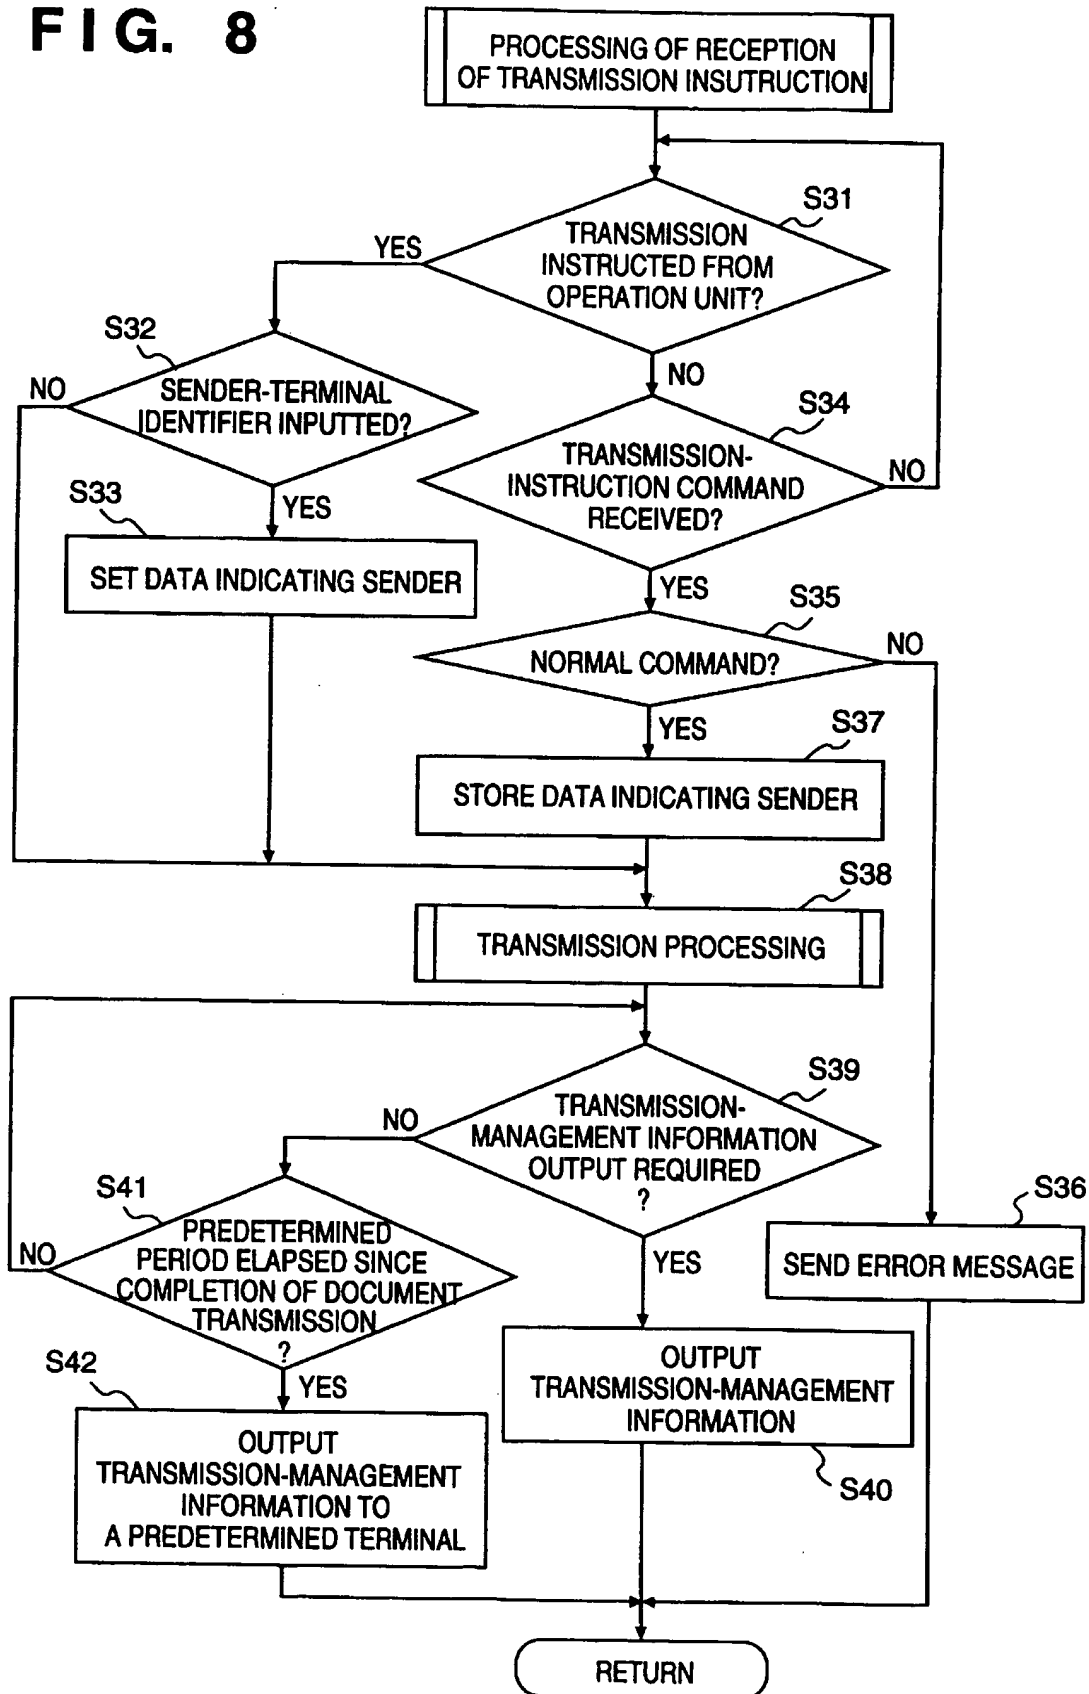 FIG. 8
PROCESSING OF RECEPTION
OF TRANSMISSION INSUTRUCTION
S31
TRANSMISSION
INSTRUCTED FROM
OPERATION UNIT?
YES
NO
S32
SENDER-TERMINAL
IDENTIFIER INPUTTED?
NO
YES
S33
SET DATA INDICATING SENDER
S34
TRANSMISSION-
INSTRUCTION COMMAND
RECEIVED?
NO
YES
S35
NORMAL COMMAND?
NO
YES
S37
STORE DATA INDICATING SENDER
S38
TRANSMISSION PROCESSING
S39
TRANSMISSION-
MANAGEMENT INFORMATION
OUTPUT REQUIRED
?
NO
YES
S41
PREDETERMINED
PERIOD ELAPSED SINCE
COMPLETION OF DOCUMENT
TRANSMISSION
?
NO
YES
S36
SEND ERROR MESSAGE
OUTPUT
TRANSMISSION-MANAGEMENT
INFORMATION
S40
S42
OUTPUT
TRANSMISSION-MANAGEMENT
INFORMATION TO
A PREDETERMINED TERMINAL
RETURN